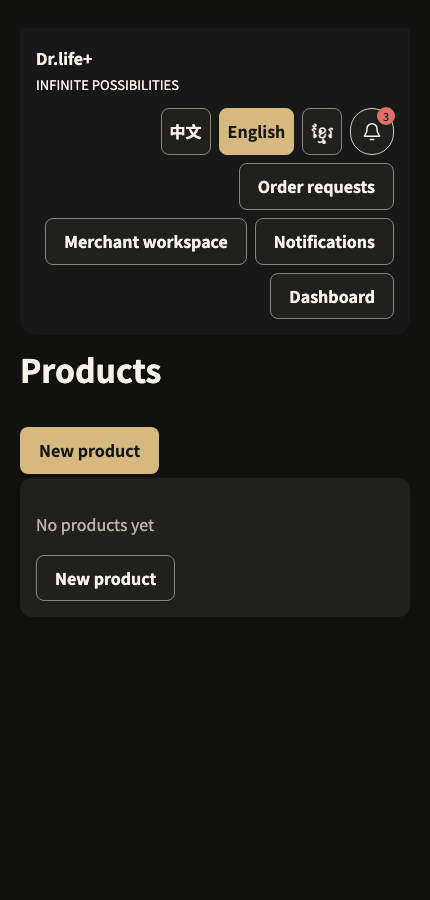 Dr.life+
INFINITE POSSIBILITIES
中文 English ខ្មែរ 3
Order requests
Merchant workspace Notifications
Dashboard
Products
New product
No products yet
New product